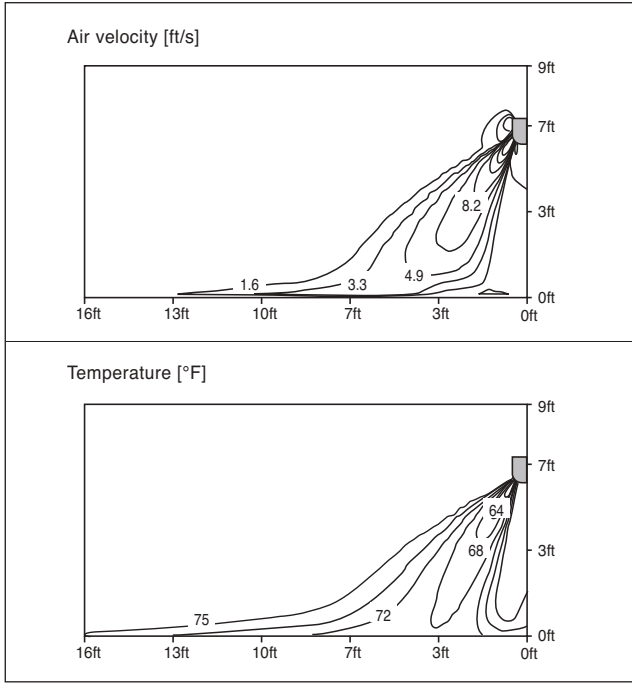 Air velocity [ft/s]
9ft
7ft
8.2
3ft
4.9
1.6
3.3
0ft
16ft 13ft 10ft 7ft 3ft 0ft
Temperature [°F]
9ft
7ft
64
68
3ft
75
72
0ft
16ft 13ft 10ft 7ft 3ft 0ft